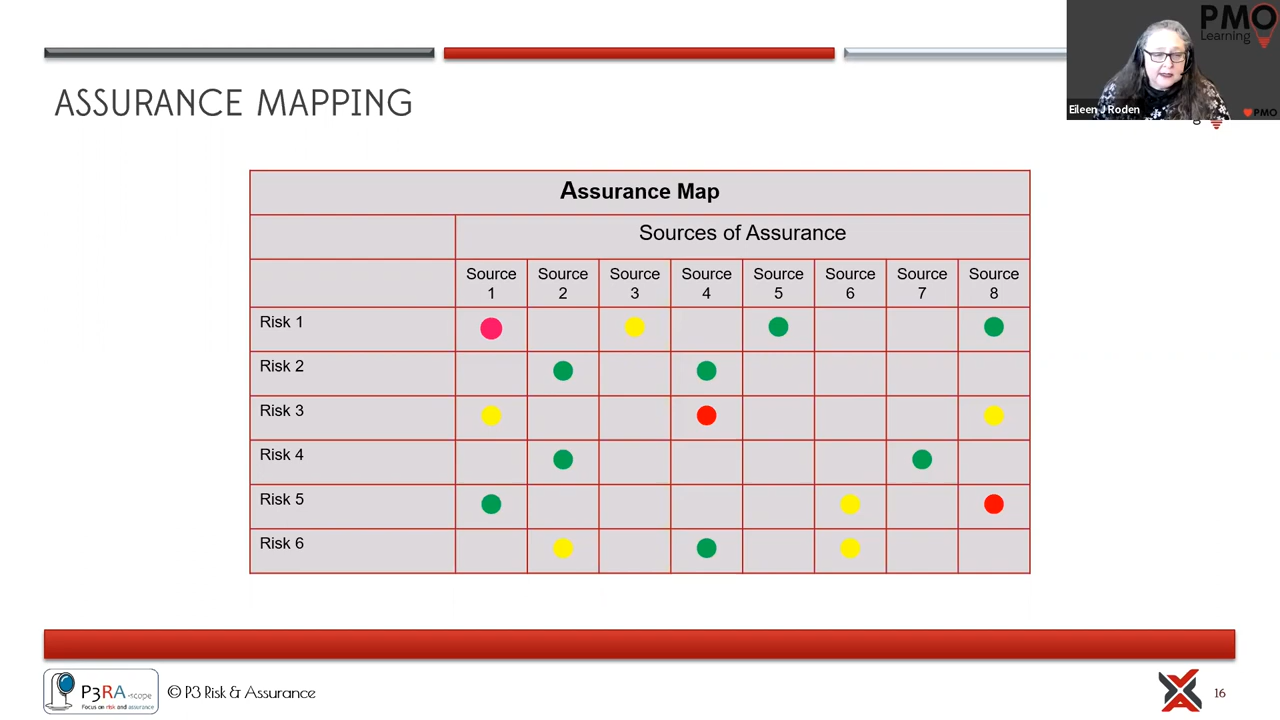 PMO
Learning
Eileen J Roden
PMO
ASSURANCE MAPPING
Assurance Map
Sources of Assurance
Source 1 Source 2 Source 3 Source 4 Source 5 Source 6 Source 7 Source 8
Risk 1
Risk 2
Risk 3
Risk 4
Risk 5
Risk 6
P3RA-scope
Focus on risk and assurance
© P3 Risk & Assurance
16